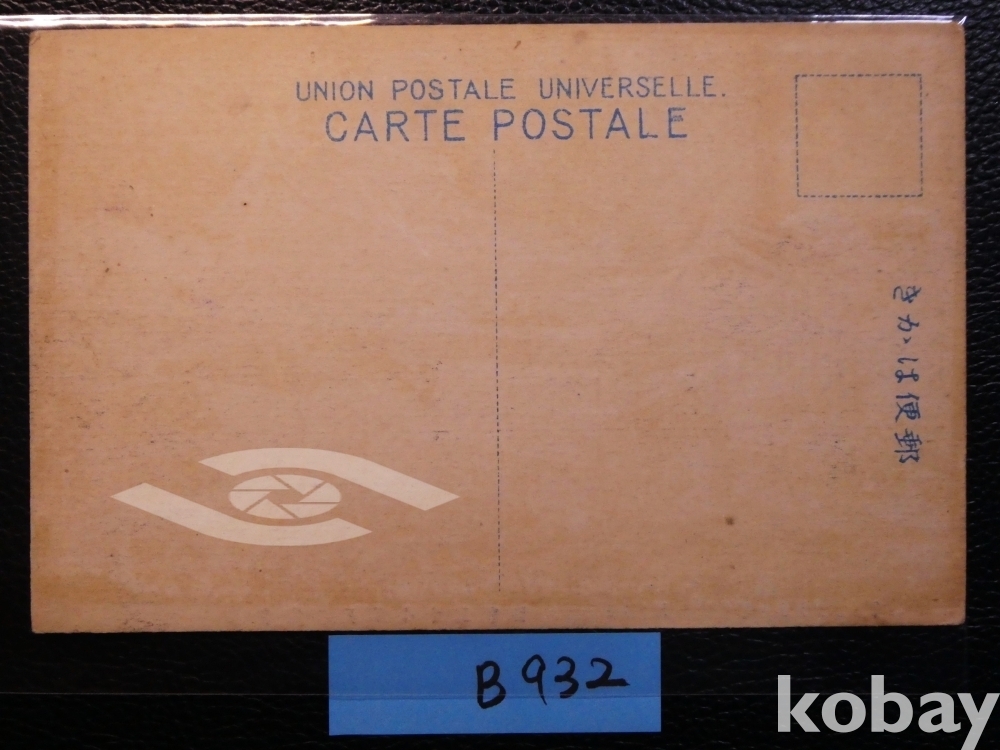 UNION POSTALE UNIVERSELLE.
CARTE POSTALE
きかﾞは便郵
B932
kobay